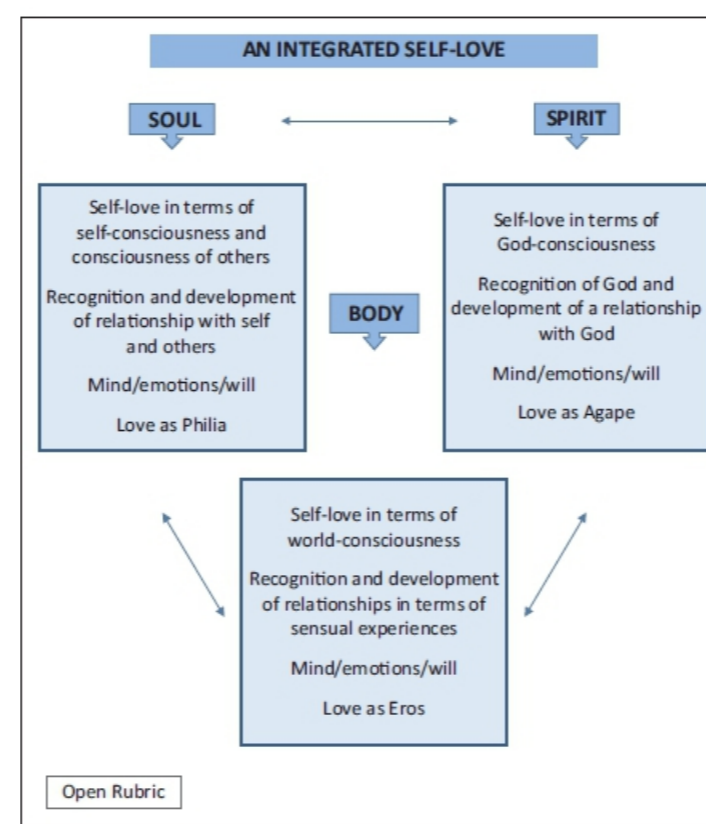 AN INTEGRATED SELF-LOVE
SOUL
SPIRIT
Self-love in terms of
self-consciousness and
consciousness of others
Recognition and development
of relationship with self
and others
Mind/emotions/will
Love as Philia
Self-love in terms of
God-consciousness
Recognition of God and
development of a relationship
with God
Mind/emotions/will
Love as Agape
BODY
Self-love in terms of
world-consciousness
Recognition and development
of relationships in terms of
sensual experiences
Mind/emotions/will
Love as Eros
Open Rubric